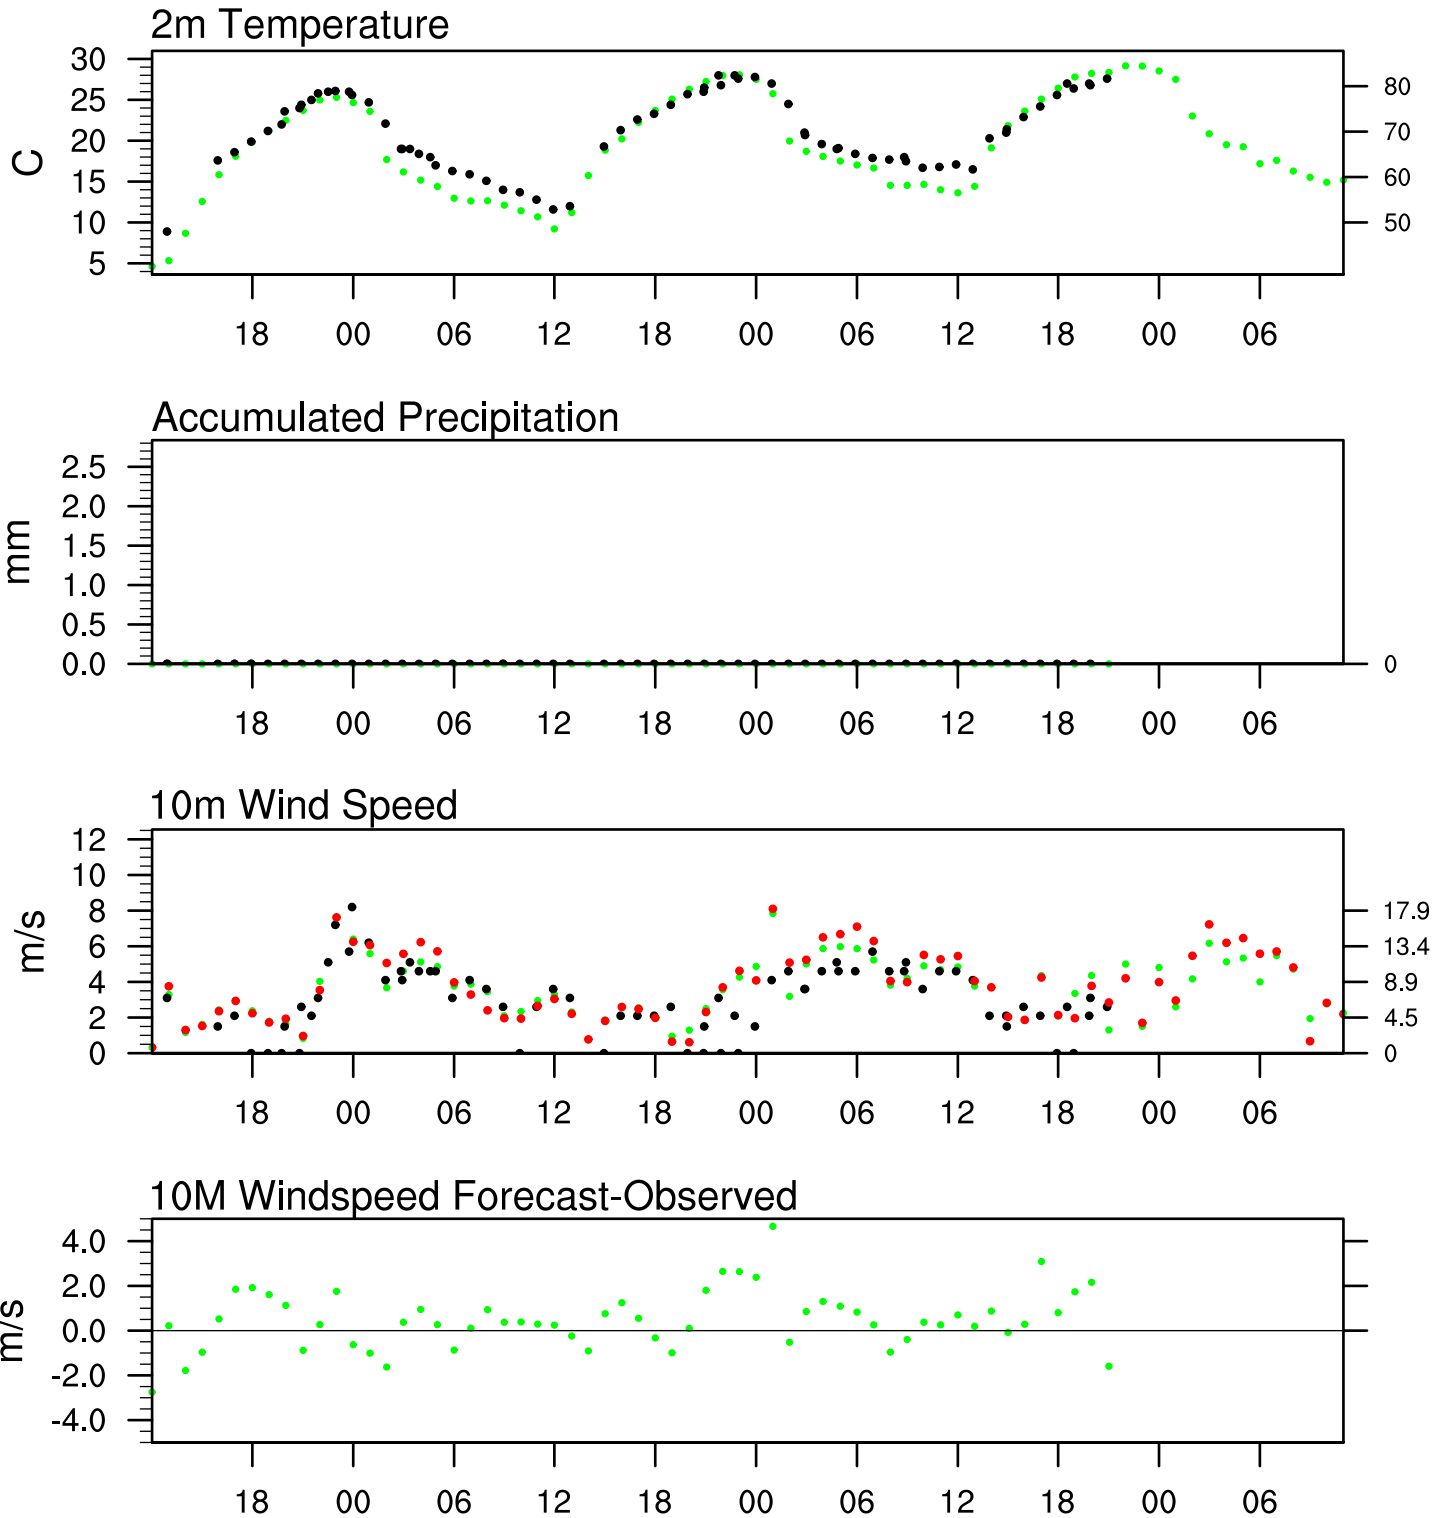 2m Temperature
30
25
20
15
10
5
C
80
70
60
50
18 00 06 12 18 00 06 12 18 00 06
Accumulated Precipitation
2.5
2.0
1.5
1.0
0.5
0.0
mm
0
18 00 06 12 18 00 06 12 18 00 06
10m Wind Speed
12
10
8
6
4
2
0
m/s
17.9
13.4
8.9
4.5
0
18 00 06 12 18 00 06 12 18 00 06
10M Windspeed Forecast-Observed
4.0
2.0
0.0
-2.0
-4.0
m/s
18 00 06 12 18 00 06 12 18 00 06